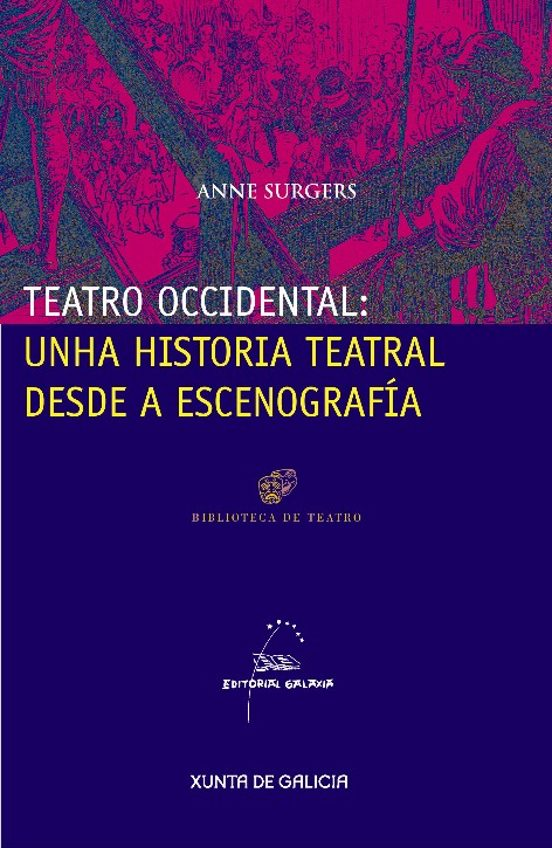 ANNE SURGERS
TEATRO OCCIDENTAL:
UNHA HISTORIA TEATRAL
DESDE A ESCENOGRAFÍA
BIBLIOTECA DE TEATRO
EDITORIAL GALAXIA
XUNTA DE GALICIA